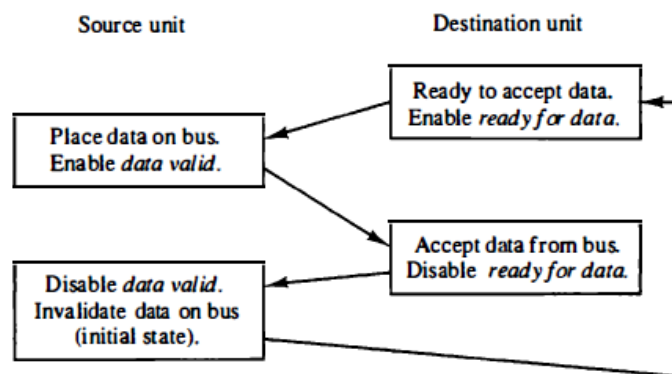 Source unit
Destination unit
Ready to accept data.
Enable ready for data.
Place data on bus.
Enable data valid.
Accept data from bus.
Disable ready for data.
Disable data valid.
Invalidate data on bus
(initial state).